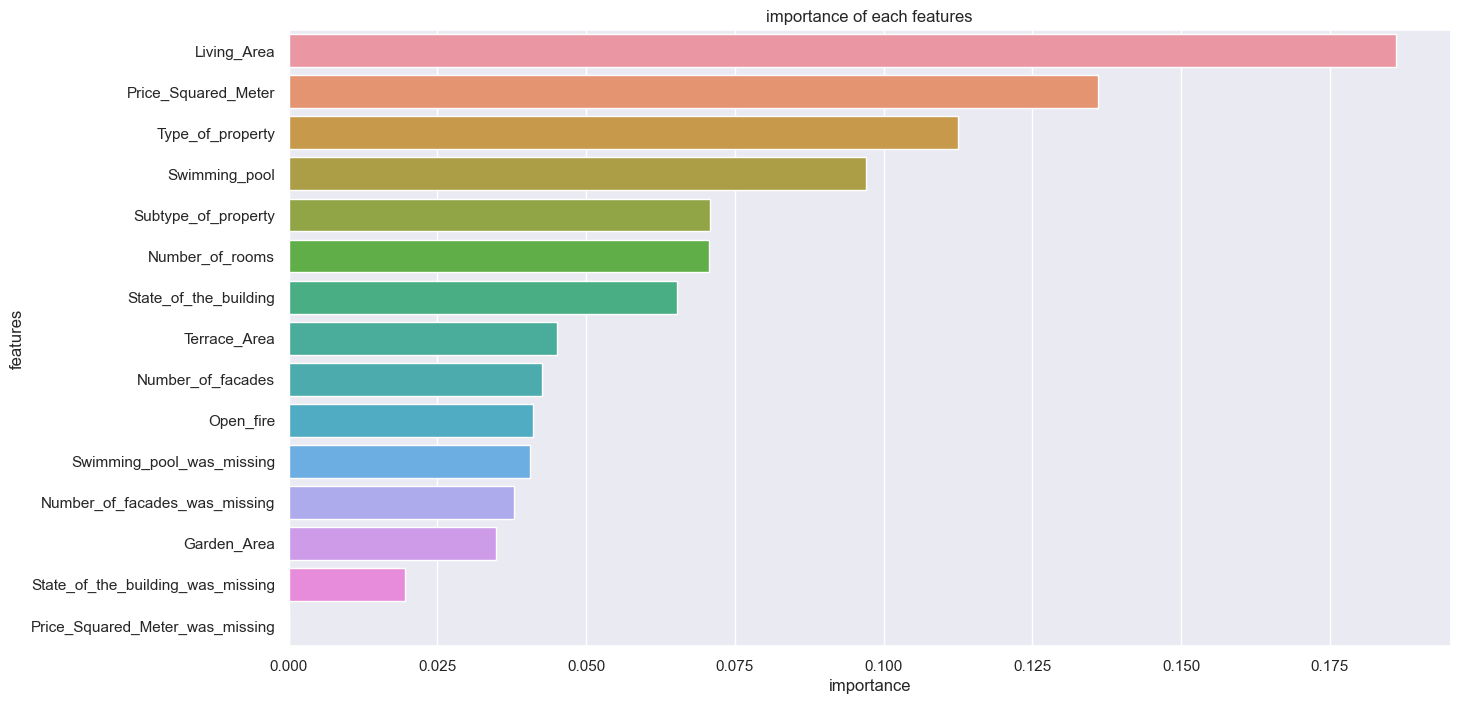 importance of each features
Living_Area
Price_Squared_Meter
Type_of_property
Swimming_pool
Subtype_of_property
Number_of_rooms
State_of_the_building
Terrace_Area
Number_of_facades
Open_fire
Swimming_pool_was_missing
Number_of_facades_was_missing
Garden_Area
State_of_the_building_was_missing
Price_Squared_Meter_was_missing
features
0.000 0.025 0.050 0.075 0.100 0.125 0.150 0.175
importance